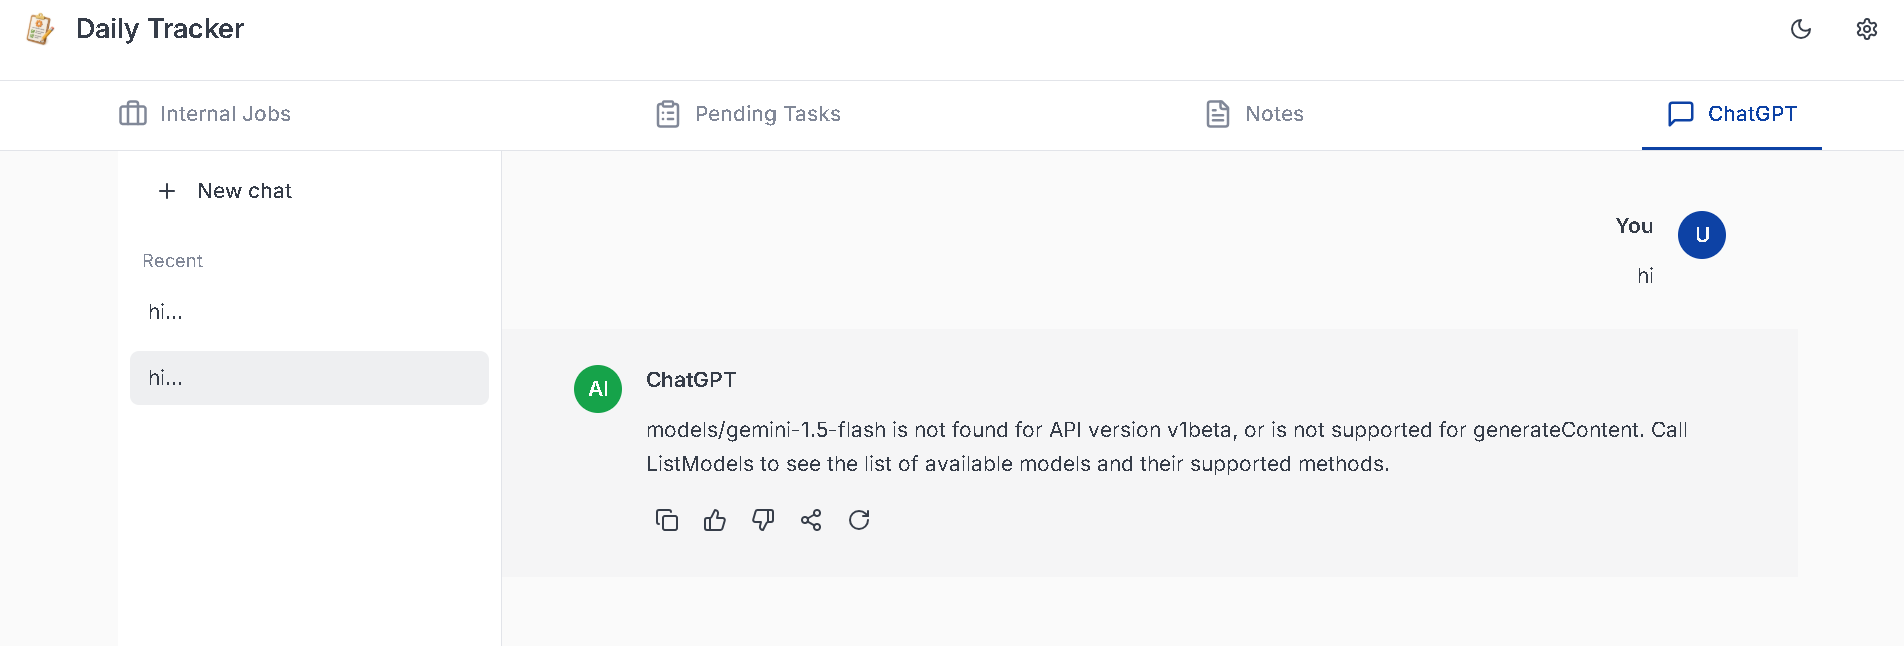 Daily Tracker
Internal Jobs
Pending Tasks
Notes
ChatGPT
New chat
Recent
hi...
hi...
You
U
hi
AI
ChatGPT
models/gemini-1.5-flash is not found for API version v1beta, or is not supported for generateContent. Call
ListModels to see the list of available models and their supported methods.